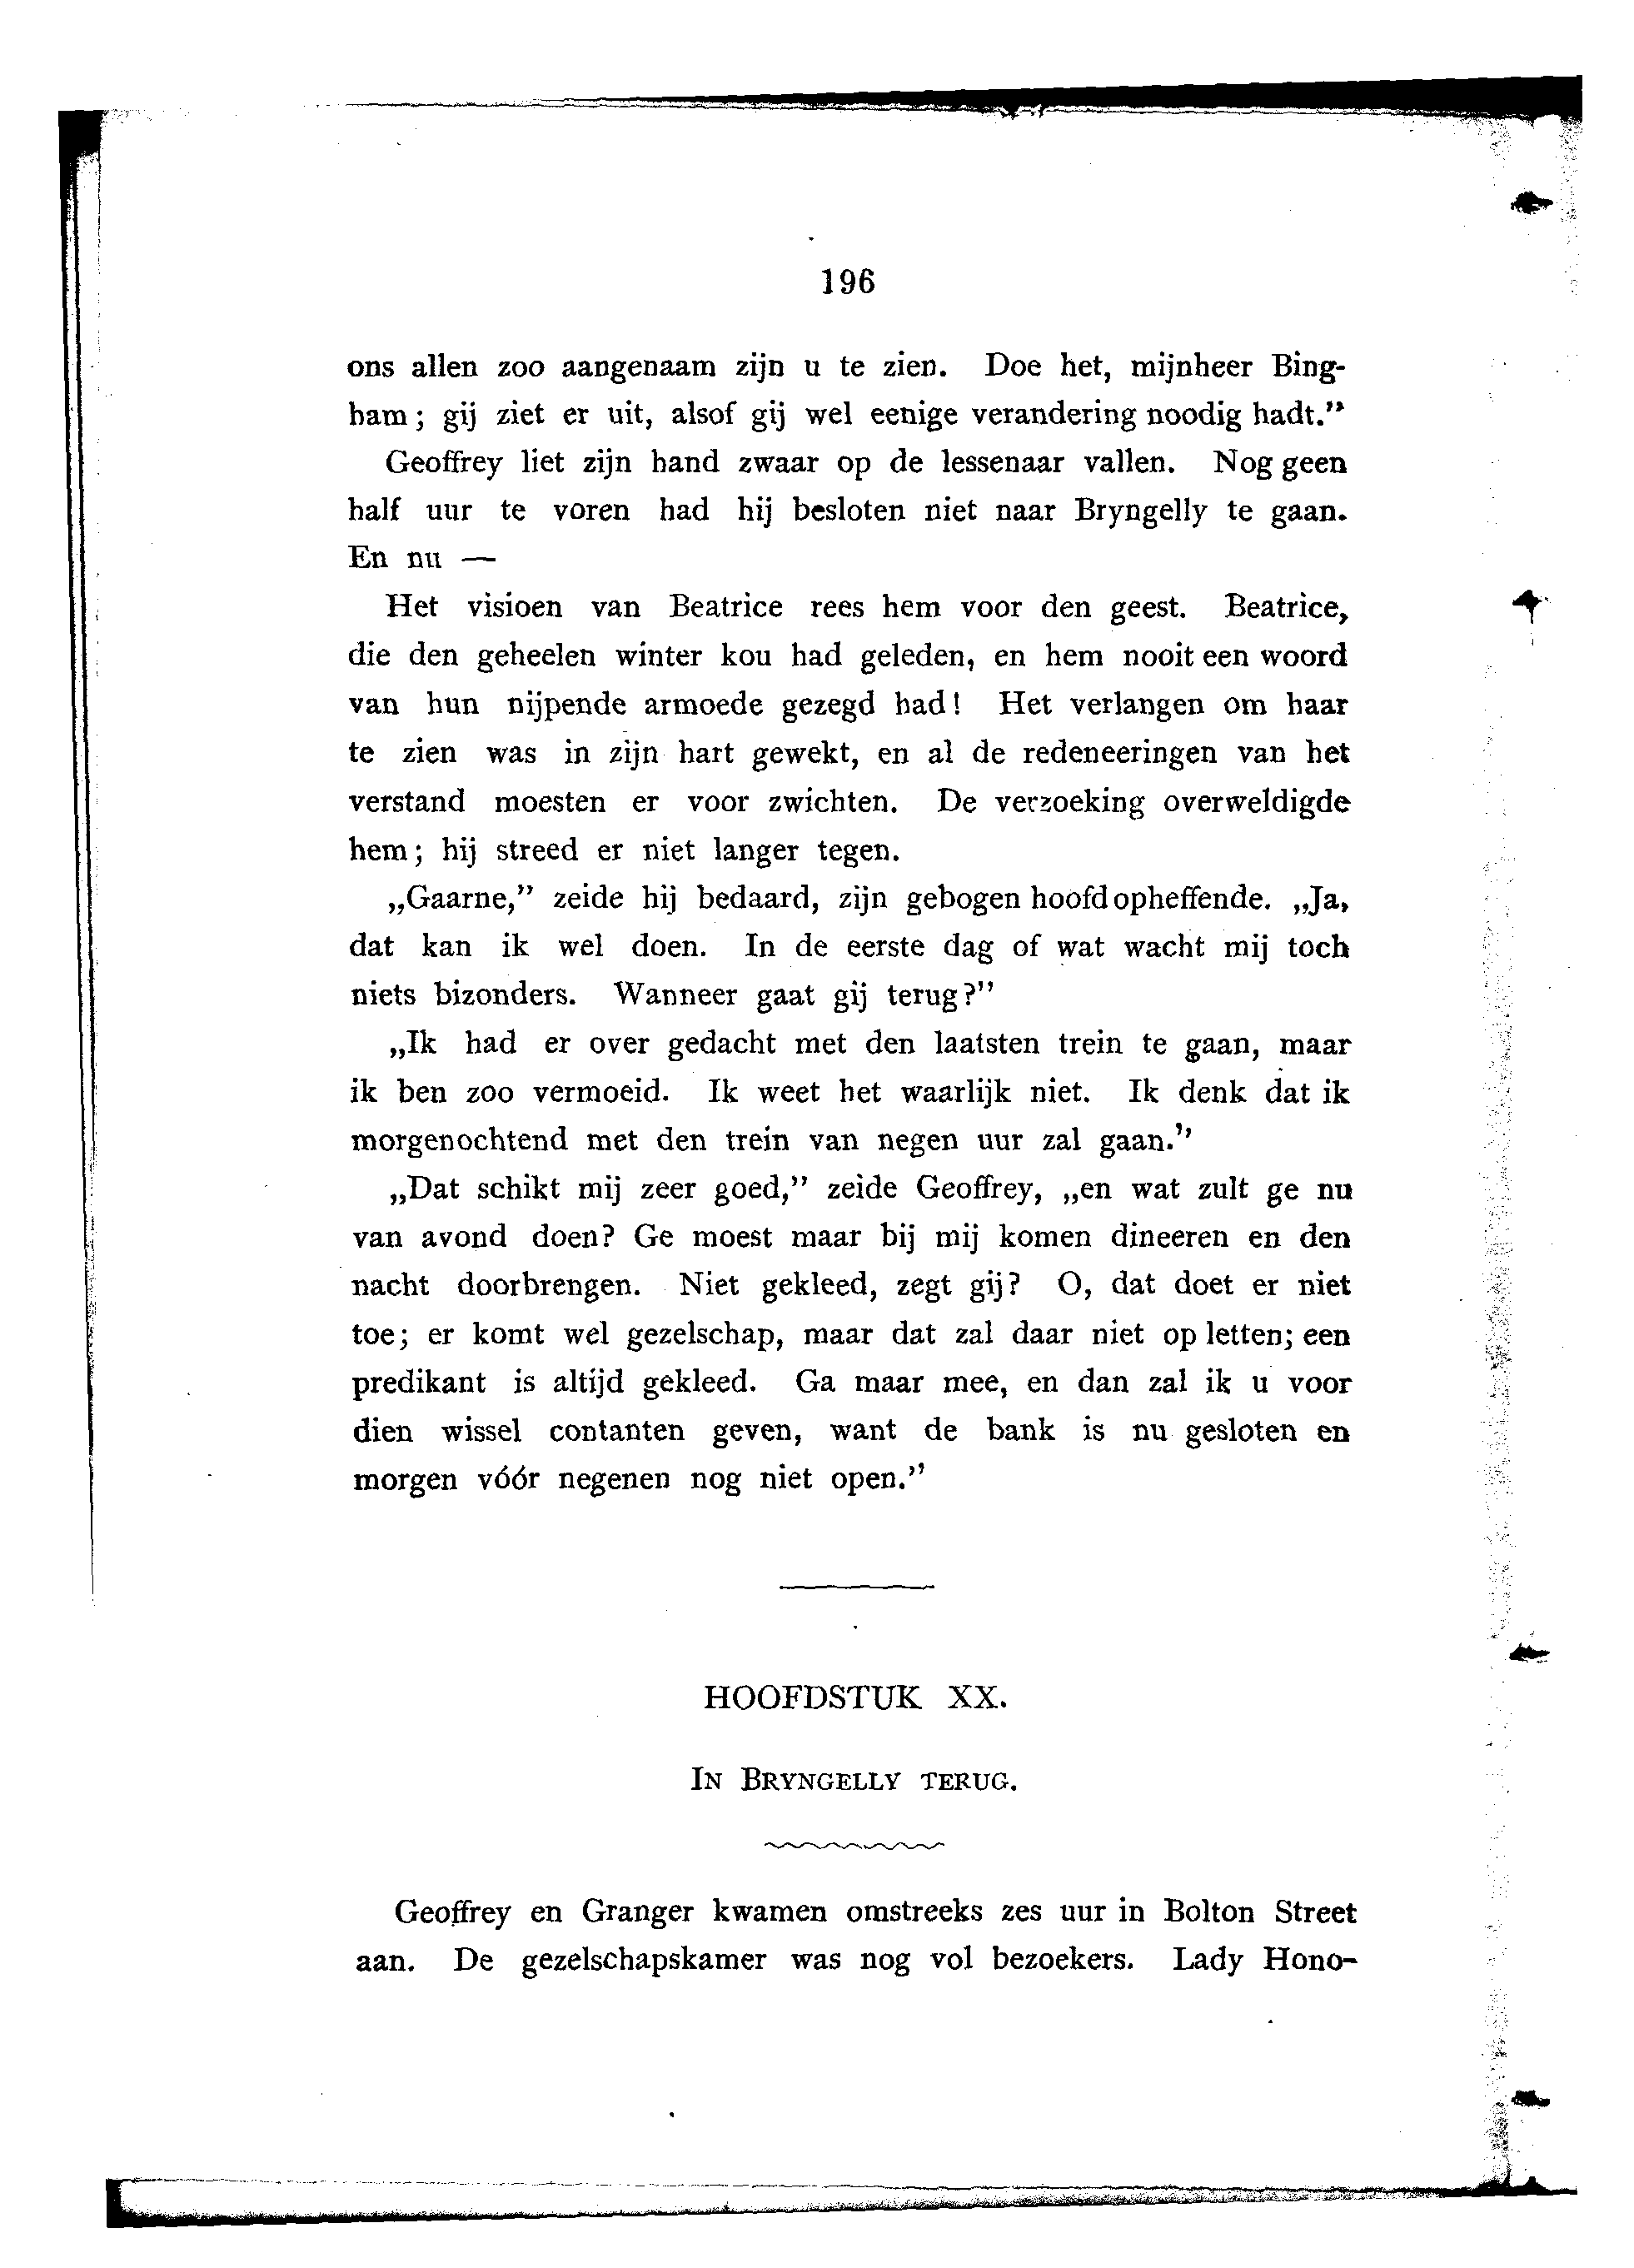 196
ons allen zoo aangenaam zijn u te zien. Doe het, mijnheer Bing-
ham; gij ziet er uit, alsof gij wel eenige verandering noodig hadt.”
Geoffrey liet zijn hand zwaar op de lessenaar vallen. Nog geen
half uur te voren had hij besloten niet naar Bryngelly te gaan.
En nu —
Het visioen van Beatrice rees hem voor den geest. Beatrice,
die den geheelen winter kou had geleden, en hem nooit een woord
van hun nijpende armoede gezegd had! Het verlangen om haar
te zien was in zijn hart gewekt, en al de redeneeringen van het
verstand moesten er voor zwichten. De verzoeking overweldigde
hem; hij streed er niet langer tegen.
„Gaarne,” zeide hij bedaard, zijn gebogen hoofd opheffende. „Ja,
dat kan ik wel doen. In de eerste dag of wat wacht mij toch
niets bizonders. Wanneer gaat gij terug?”
„Ik had er over gedacht met den laatsten trein te gaan, maar
ik ben zoo vermoeid. Ik weet het waarlijk niet. Ik denk dat ik
morgenochtend met den trein van negen uur zal gaan.”
„Dat schikt mij zeer goed,” zeide Geoffrey, „en wat zult ge nu
van avond doen? Ge moest maar bij mij komen dineeren en den
nacht doorbrengen. Niet gekleed, zegt gij? O, dat doet er niet
toe; er komt wel gezelschap, maar dat zal daar niet op letten; een
predikant is altijd gekleed. Ga maar mee, en dan zal ik u voor
dien wissel contanten geven, want de bank is nu gesloten en
morgen vóór negenen nog niet open.”
HOOFDSTUK XX.
IN BRYNGELLY TERUG.
Geoffrey en Granger kwamen omstreeks zes uur in Bolton Street
aan. De gezelschapskamer was nog vol bezoekers. Lady Hono-